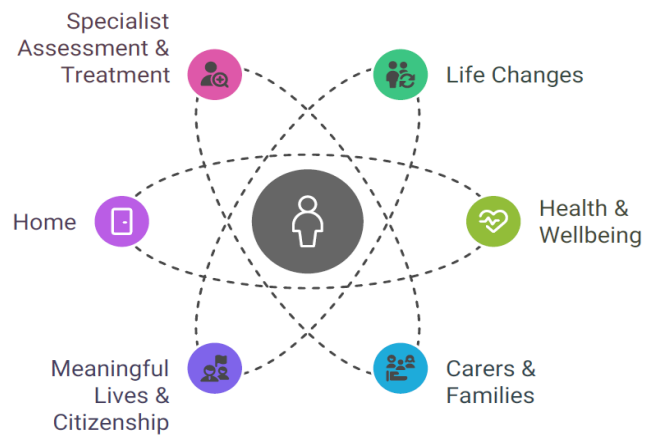 Specialist
Assessment &
Treatment
Life Changes
Home
Health &
Wellbeing
Meaningful
Lives &
Citizenship
Carers &
Families